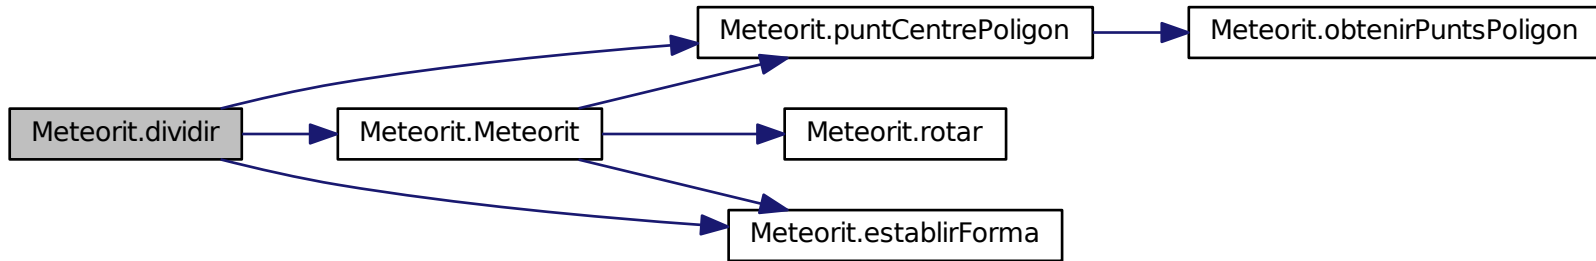 Meteorit.puntCentrePoligon
Meteorit.obtenirPuntsPoligon
Meteorit.dividir
Meteorit.Meteorit
Meteorit.rotar
Meteorit.establirForma